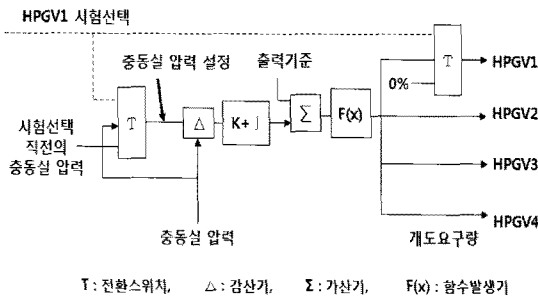 HPGV1 시험선택
충동실 압력 설정
출력기준
T
HPGV1
0%
시험선택
직전의
충동실 압력
T
△
K+ ∫
Σ
F(x)
HPGV2
HPGV3
HPGV4
충동실 압력
개도요구량
T : 전환스위치, △ : 감산기, Σ : 가산기, F(x) : 함수발생기